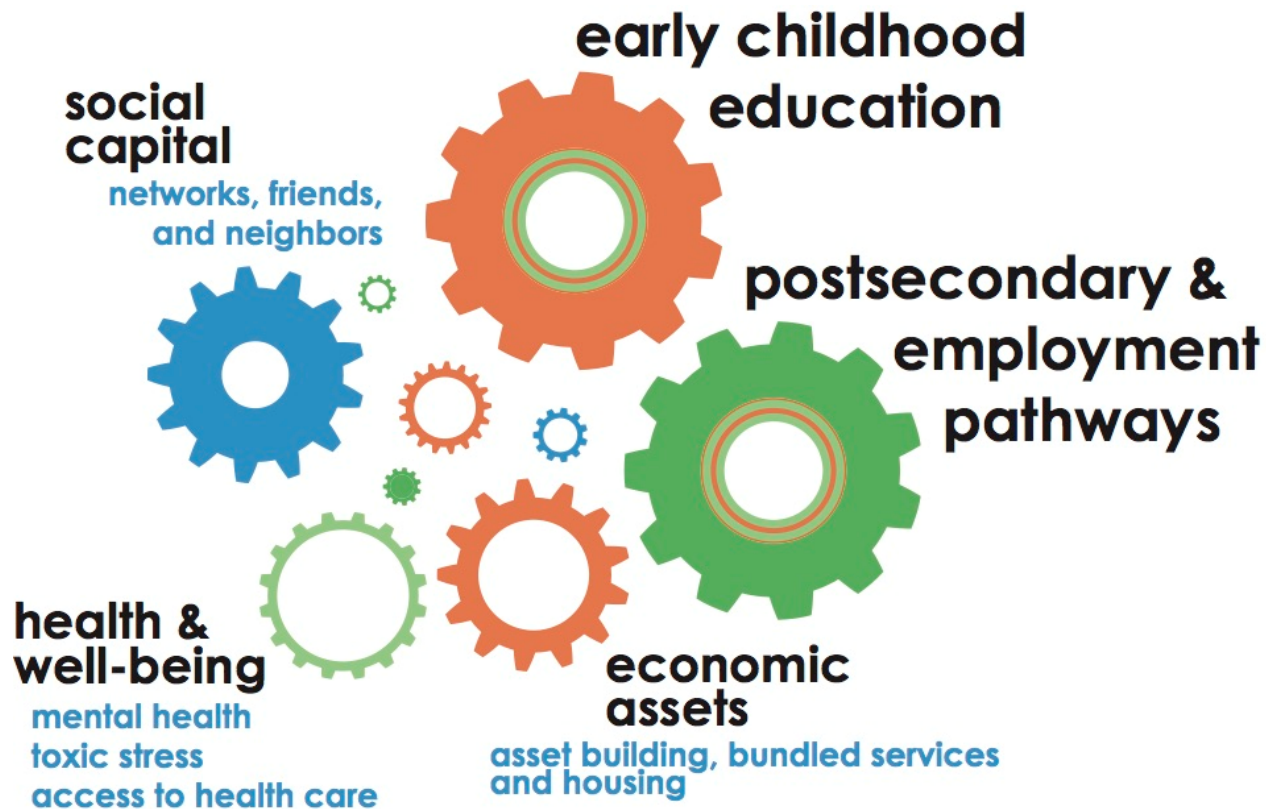 early childhood
education
social
capital
networks, friends,
and neighbors
postsecondary &
employment
pathways
health &
well-being
mental health
toxic stress
access to health care
economic
assets
asset building, bundled services
and housing